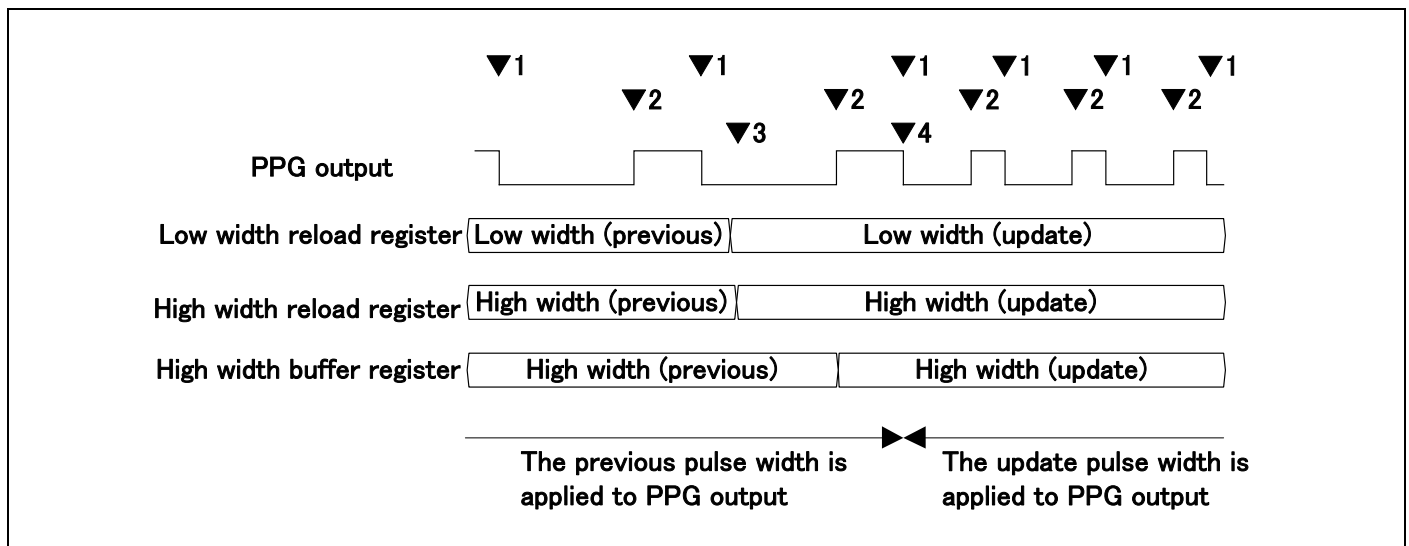 ▼1 ▼1 ▼1 ▼1 ▼1 ▼1
▼2 ▼2 ▼2 ▼2 ▼2
▼3 ▼4
PPG output
Low width reload register Low width (previous) Low width (update)
High width reload register High width (previous) High width (update)
High width buffer register High width (previous) High width (update)
The previous pulse width is
applied to PPG output
The update pulse width is
applied to PPG output